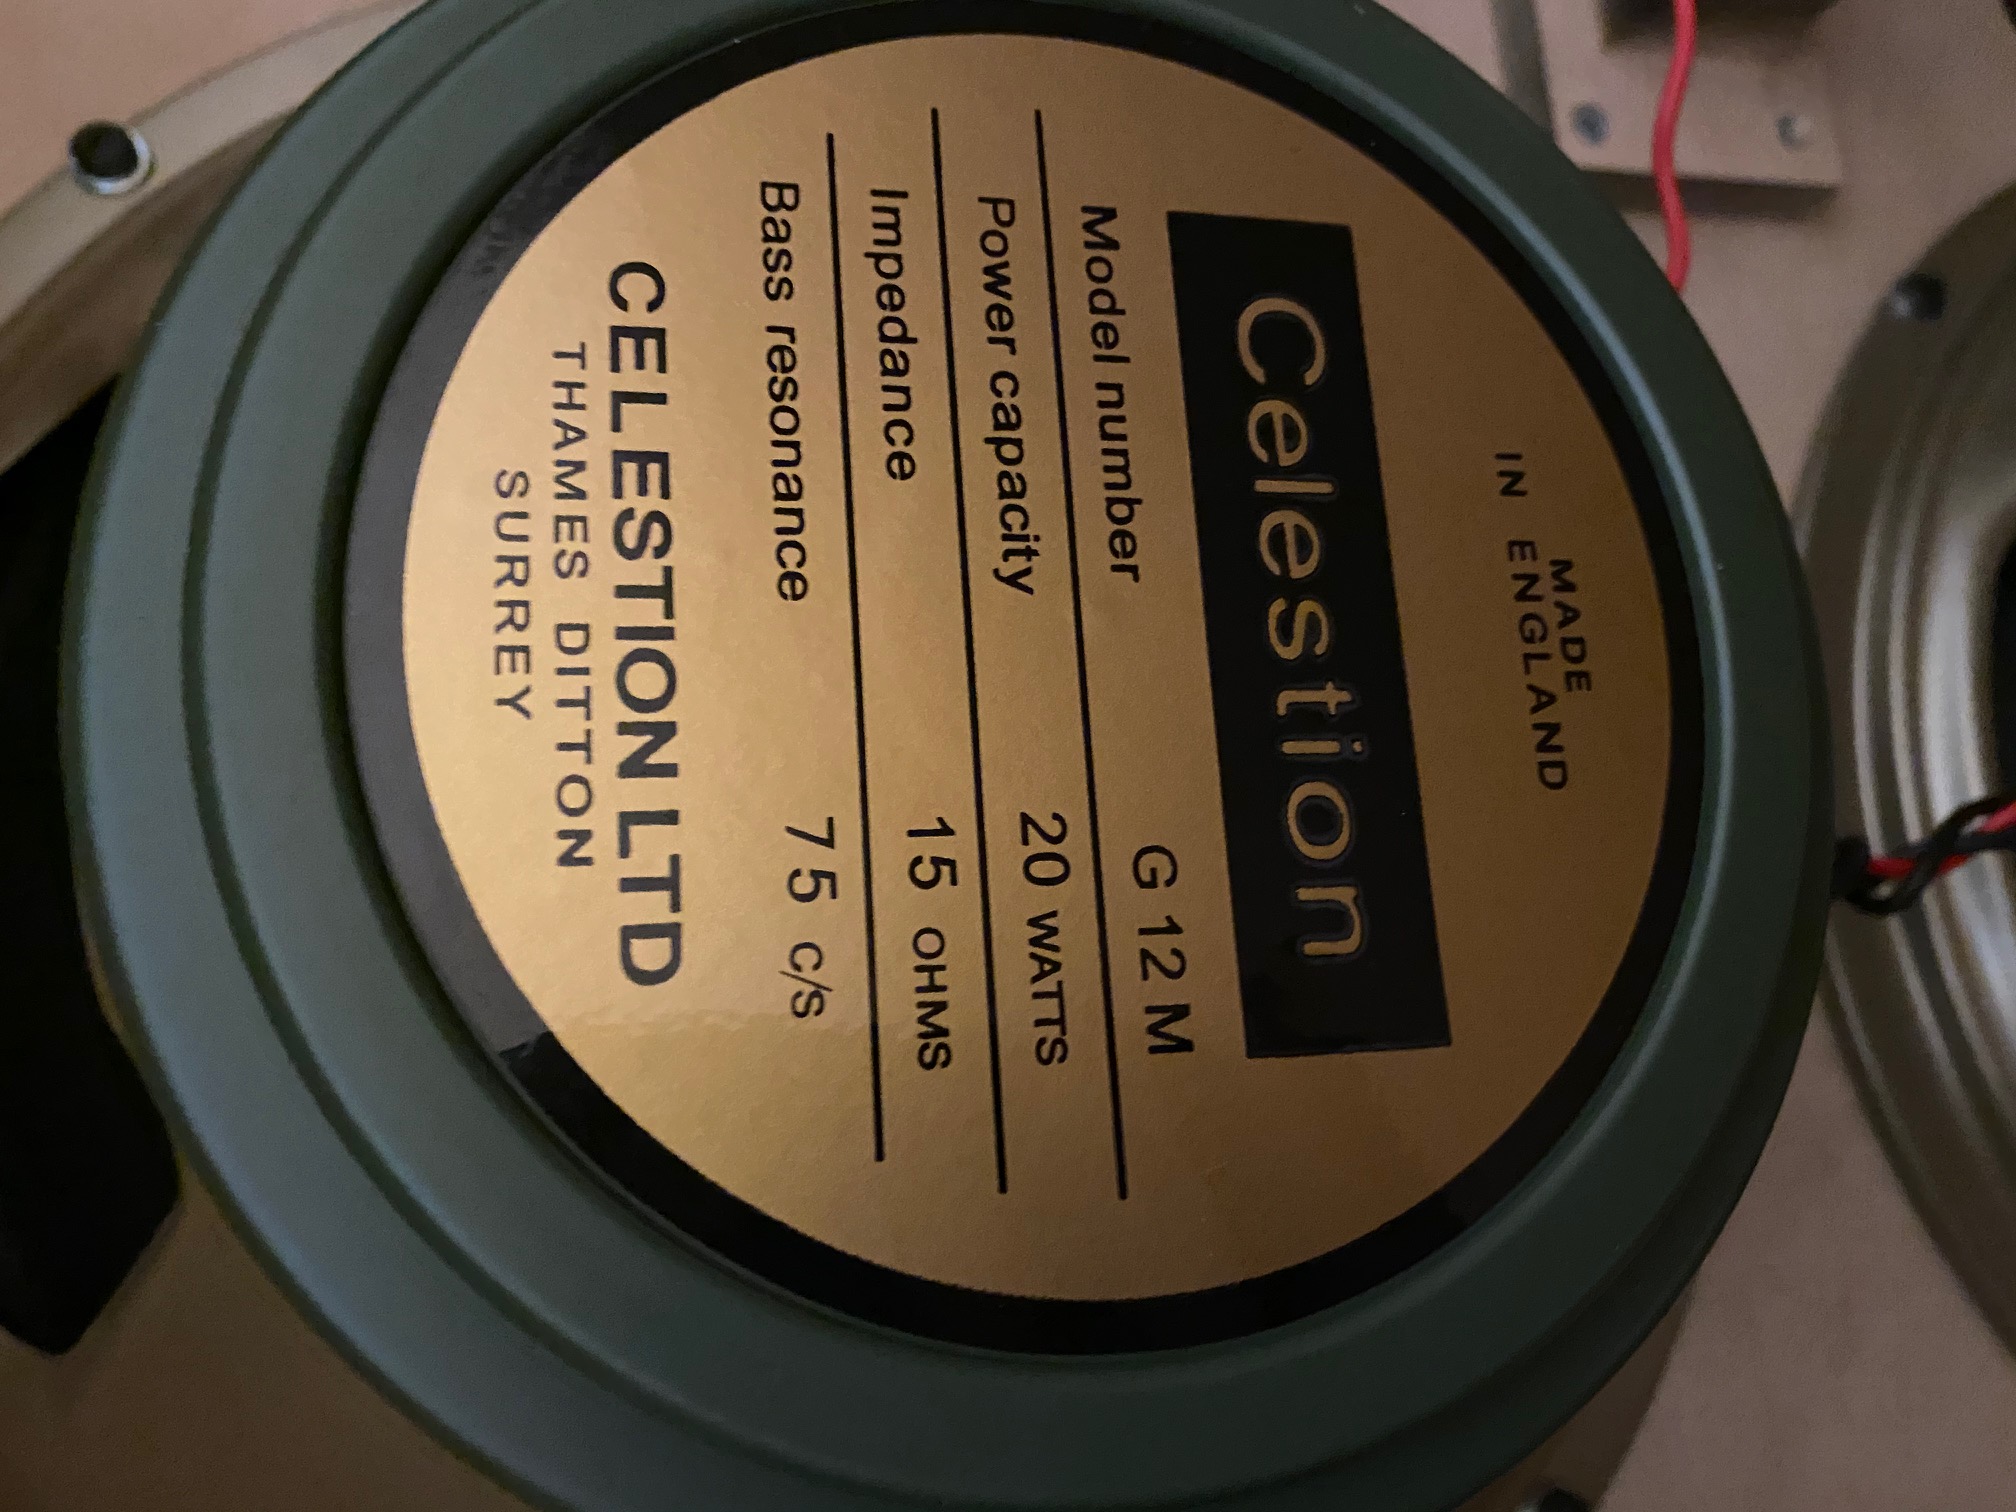 MADE
IN ENGLAND
Celestion
Model number G 12 M
Power capacity 20 WATTS
Impedance 15 OHMS
Bass resonance 75 c/s
CELESTION LTD
THAMES DITTON
SURREY